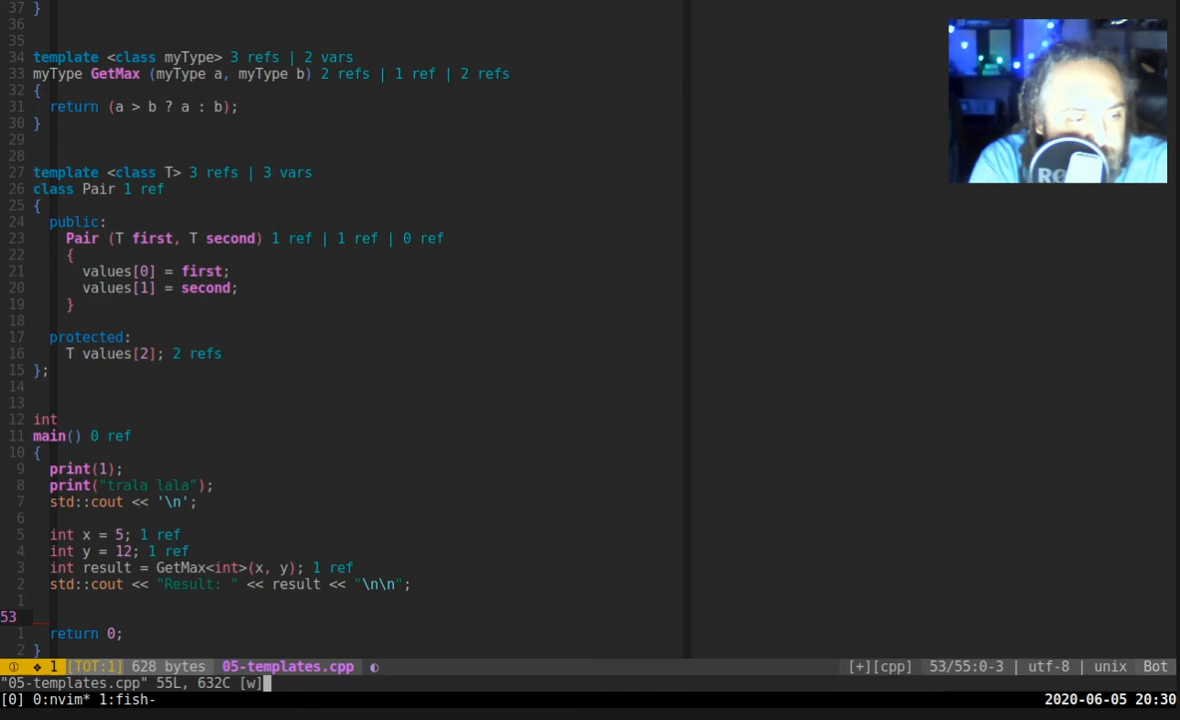 37 }
36
35
34 template <class myType> 3 refs | 2 vars
33 myType GetMax (myType a, myType b) 2 refs | 1 ref | 2 refs
32 {
31 return (a > b ? a : b);
30 }
29
28
27 template <class T> 3 refs | 3 vars
26 class Pair 1 ref
25 {
24 public:
23 Pair (T first, T second) 1 ref | 1 ref | 0 ref
22 {
21 values[0] = first;
20 values[1] = second;
19 }
18
17 protected:
16 T values[2]; 2 refs
15 };
14
13
12 int
11 main() 0 ref
10 {
9 print(1);
8 print("trala lala");
7 std::cout << '\n';
6
5 int x = 5; 1 ref
4 int y = 12; 1 ref
3 int result = GetMax<int>(x, y); 1 ref
2 std::cout << "Result: " << result << "\n\n";
1
53
1 return 0;
2 }
1 [TOT:1] 628 bytes 05-templates.cpp [+][cpp] 53/55:0-3 | utf-8 | unix Bot
"05-templates.cpp" 55L, 632C [w]
[0] 0:nvim* 1:fish- 2020-06-05 20:30